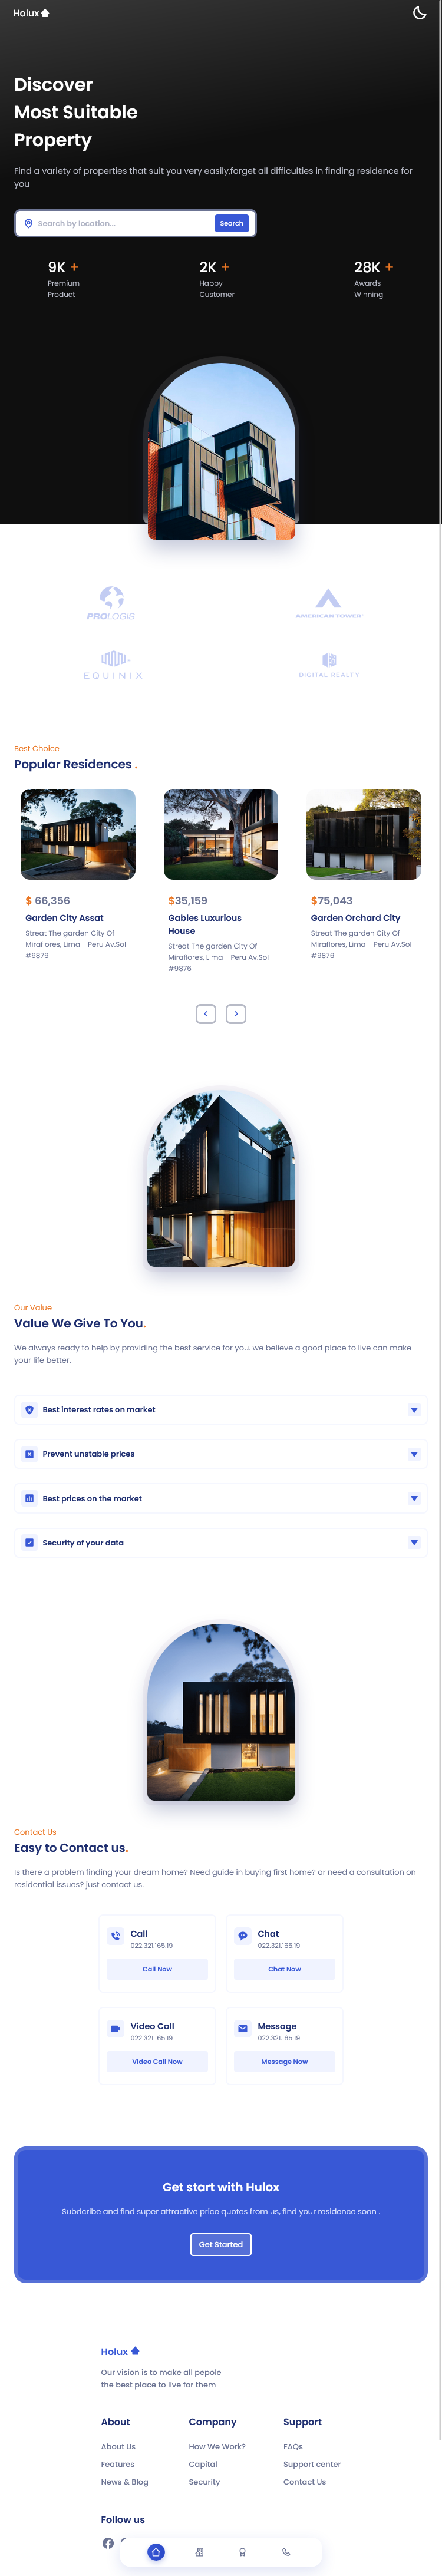 Holux
Discover
Most Suitable
Property
Find a variety of properties that suit you very easily,forget all difficulties in finding residence for
you
Search by location...
Search
9K +
2K +
28K +
Premium
Product
Happy
Customer
Awards
Winning
PROLOGIS
AMERICAN TOWER
EQUINIX
DIGITAL REALTY
Best Choice
Popular Residences .
$ 66,356
Garden City Assat
Streat The garden City Of
Miraflores, Lima - Peru Av.Sol
#9876
$35,159
Gables Luxurious
House
Streat The garden City Of
Miraflores, Lima - Peru Av.Sol
#9876
$75,043
Garden Orchard City
Streat The garden City Of
Miraflores, Lima - Peru Av.Sol
#9876
Our Value
Value We Give To You.
We always ready to help by providing the best service for you. we believe a good place to live can make
your life better.
Best interest rates on market
Prevent unstable prices
Best prices on the market
Security of your data
Contact Us
Easy to Contact us.
Is there a problem finding your dream home? Need guide in buying first home? or need a consultation on
residential issues? just contact us.
Call
022.321.165.19
Call Now
Chat
022.321.165.19
Chat Now
Video Call
022.321.165.19
Video Call Now
Message
022.321.165.19
Message Now
Get start with Hulox
Subdcribe and find super attractive price quotes from us, find your residence soon .
Get Started
Holux
Our vision is to make all pepole
the best place to live for them
About
About Us
Features
News & Blog
Company
How We Work?
Capital
Security
Support
FAQs
Support center
Contact Us
Follow us